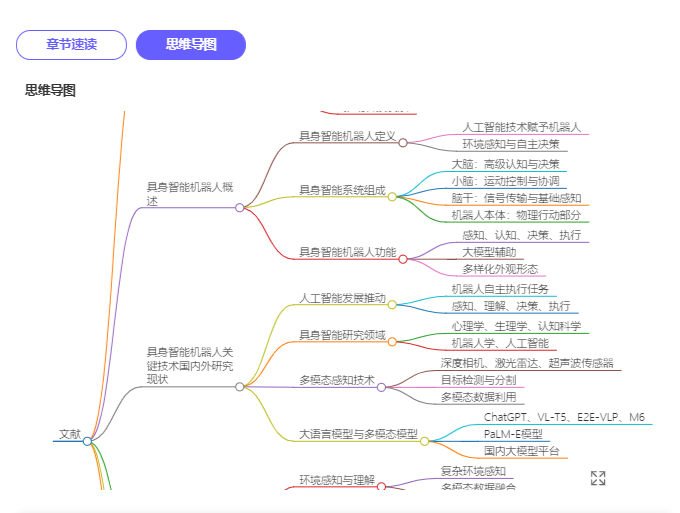 章节速读
思维导图
思维导图
具身智能机器人定义
人工智能技术赋予机器人
环境感知与自主决策
具身智能机器人概
述
具身智能系统组成
大脑：高级认知与决策
小脑：运动控制与协调
脑干：信号传输与基础感知
机器人本体：物理行动部分
具身智能机器人功能
感知、认知、决策、执行
大模型辅助
多样化外观形态
人工智能发展推动
机器人自主执行任务
感知、理解、决策、执行
具身智能机器人关
键技术国内外研究
现状
具身智能研究领域
心理学、生理学、认知科学
机器人学、人工智能
多模态感知技术
深度相机、激光雷达、超声波传感器
目标检测与分割
多模态数据利用
大语言模型与多模态模型
ChatGPT、VL-T5、E2E-VLP、M6
PaLM-E模型
国内大模型平台
文献
环境感知与理解
复杂环境感知
多模态数据融合